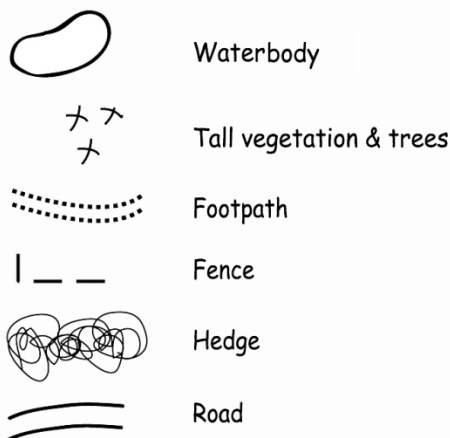 Waterbody
Tall vegetation & trees
Footpath
Fence
Hedge
Road